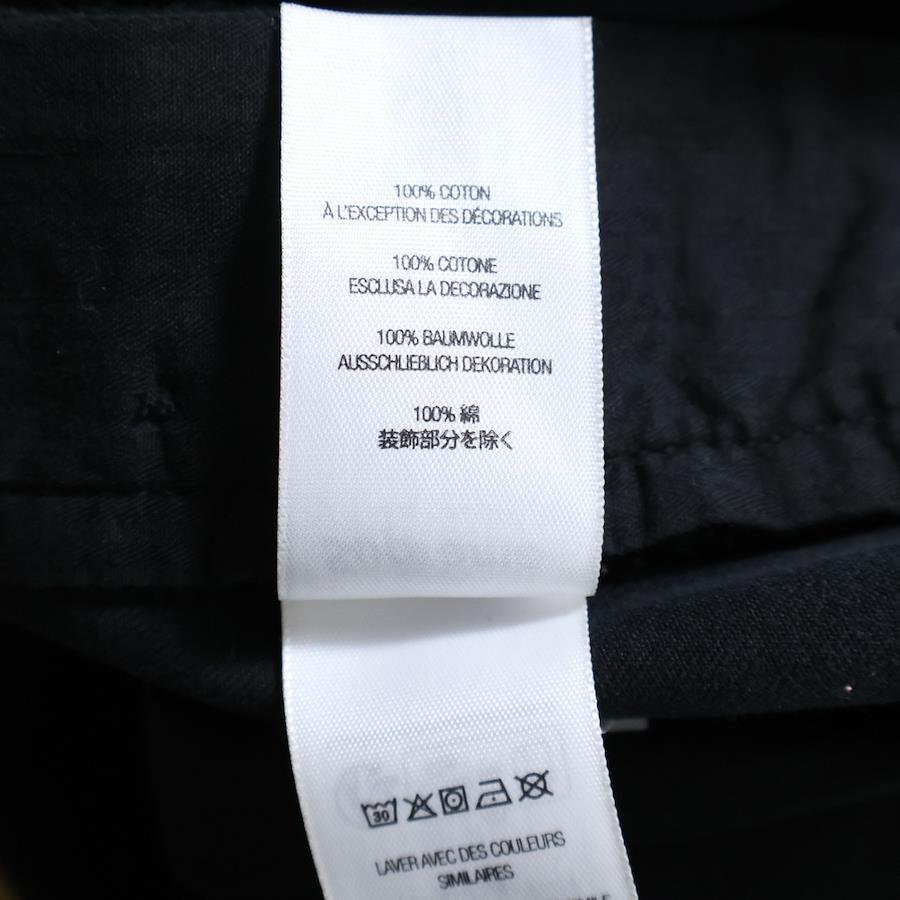 100% COTON
À L'EXCEPTION DES DÉCORATIONS
100% COTONE
ESCLUSA LA DECORAZIONE
100% BAUMWOLLE
AUSSCHLIEBLICH DEKORATION
100% 綿
装飾部分を除く
30
LAVER AVEC DES COULEURS
SIMILAIRES